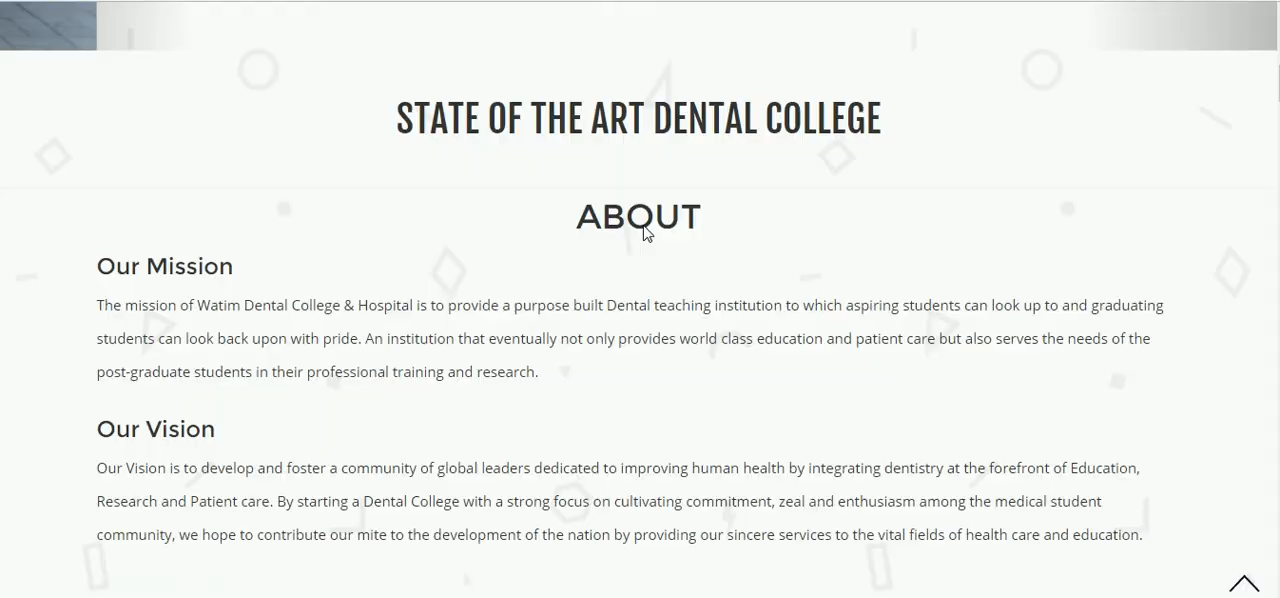 STATE OF THE ART DENTAL COLLEGE
ABOUT
Our Mission
The mission of Watim Dental College & Hospital is to provide a purpose built Dental teaching institution to which aspiring students can look up to and graduating
students can look back upon with pride. An institution that eventually not only provides world class education and patient care but also serves the needs of the
post-graduate students in their professional training and research.
Our Vision
Our Vision is to develop and foster a community of global leaders dedicated to improving human health by integrating dentistry at the forefront of Education,
Research and Patient care. By starting a Dental College with a strong focus on cultivating commitment, zeal and enthusiasm among the medical student
community, we hope to contribute our mite to the development of the nation by providing our sincere services to the vital fields of health care and education.